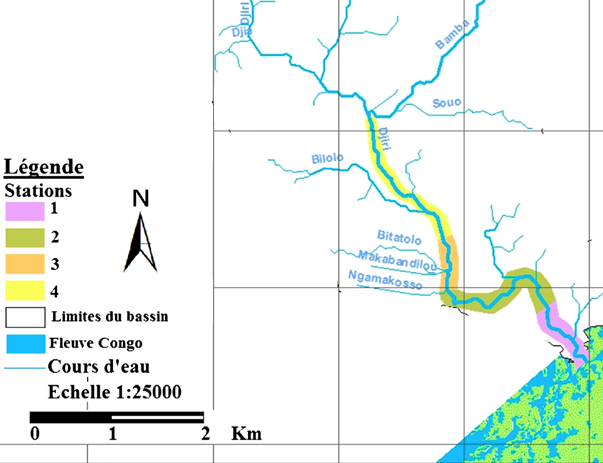 Djiri
Djia
Bamba
Souo
Djiri
Bilolo
Bitatolo
Makabandilou
Ngamakosso
Légende
Stations
1
2
3
4
Limites du bassin
Fleuve Congo
Cours d'eau
Echelle 1:25000
0 1 2 Km
N